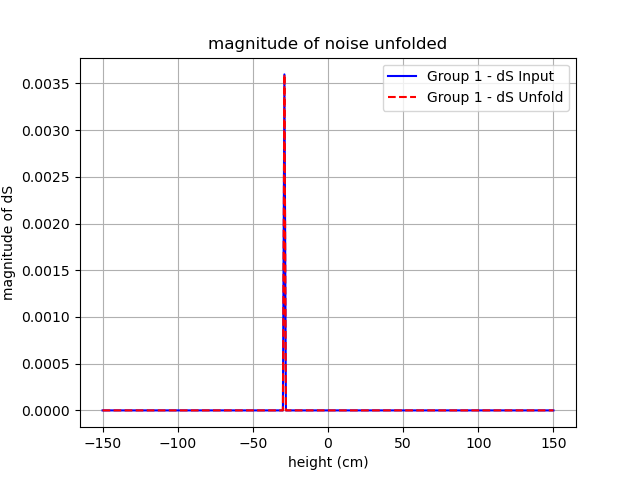 magnitude of noise unfolded
Group 1 - dS Input
Group 1 - dS Unfold
magnitude of dS
0.0035
0.0030
0.0025
0.0020
0.0015
0.0010
0.0005
0.0000
−150 −100 −50 0 50 100 150
height (cm)